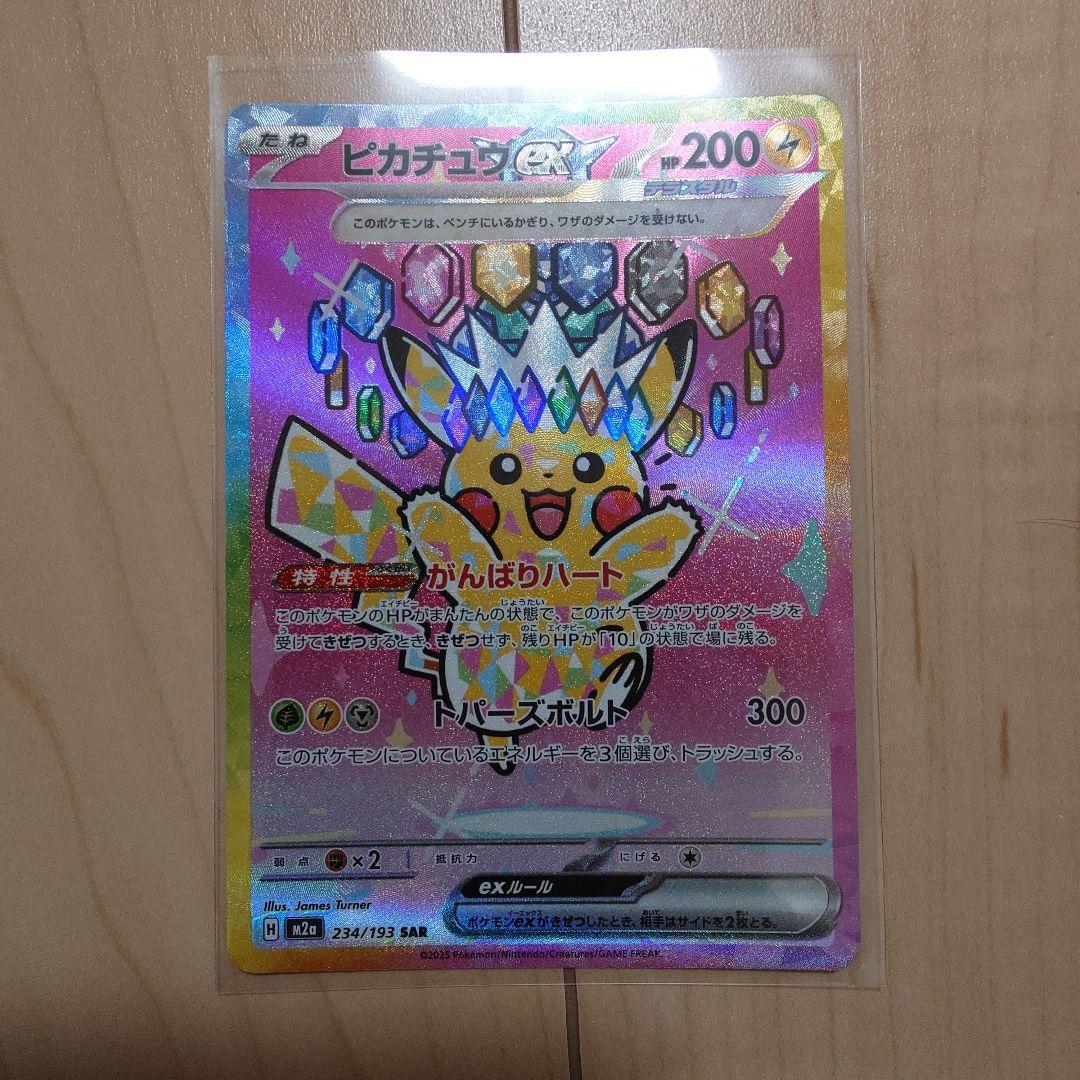 たね ピカチュウex HP200
テラスタル
このポケモンは、ベンチにいるかぎり、ワザのダメージを受けない。
特性 がんばりハート
このポケモンのHPがまんたんの状態で、このポケモンがワザのダメージを
受けてきぜつするとき、きぜつせず、残りHPが「10」の状態で場に残る。
トパーズボルト 300
このポケモンについているエネルギーを3個選び、トラッシュする。
弱点 ×2 抵抗力 にげる
exルール
ポケモンexがきぜつしたとき、相手はサイドを2枚とる。
Illus. James Turner
H M2a 234/193 SAR
©2025 Pokémon/Nintendo/Creatures/GAME FREAK.